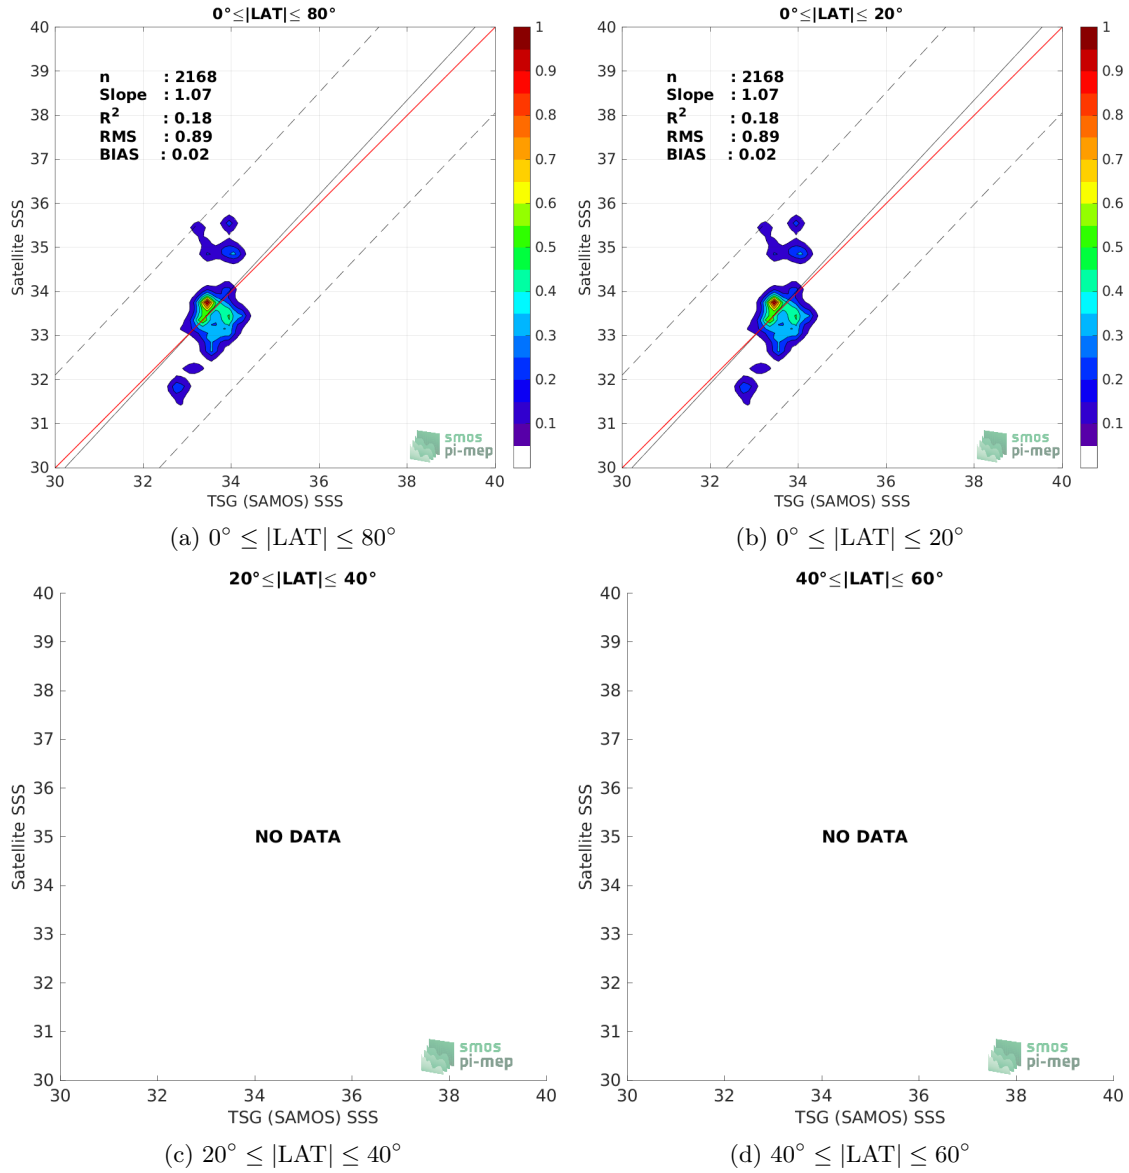 0°≤|LAT|≤ 80°
n : 2168
Slope : 1.07
R² : 0.18
RMS : 0.89
BIAS : 0.02
Satellite SSS
40
39
38
37
36
35
34
33
32
31
30
30 32 34 36 38 40
TSG (SAMOS) SSS
1
0.9
0.8
0.7
0.6
0.5
0.4
0.3
0.2
0.1
smos
pi-mep
(a) 0° ≤ |LAT| ≤ 80°
0°≤|LAT|≤ 20°
n : 2168
Slope : 1.07
R² : 0.18
RMS : 0.89
BIAS : 0.02
Satellite SSS
40
39
38
37
36
35
34
33
32
31
30
30 32 34 36 38 40
TSG (SAMOS) SSS
1
0.9
0.8
0.7
0.6
0.5
0.4
0.3
0.2
0.1
smos
pi-mep
(b) 0° ≤ |LAT| ≤ 20°
20°≤|LAT|≤ 40°
Satellite SSS
40
39
38
37
36
35
34
33
32
31
30
NO DATA
30 32 34 36 38 40
TSG (SAMOS) SSS
smos
pi-mep
(c) 20° ≤ |LAT| ≤ 40°
40°≤|LAT|≤ 60°
Satellite SSS
40
39
38
37
36
35
34
33
32
31
30
NO DATA
30 32 34 36 38 40
TSG (SAMOS) SSS
smos
pi-mep
(d) 40° ≤ |LAT| ≤ 60°